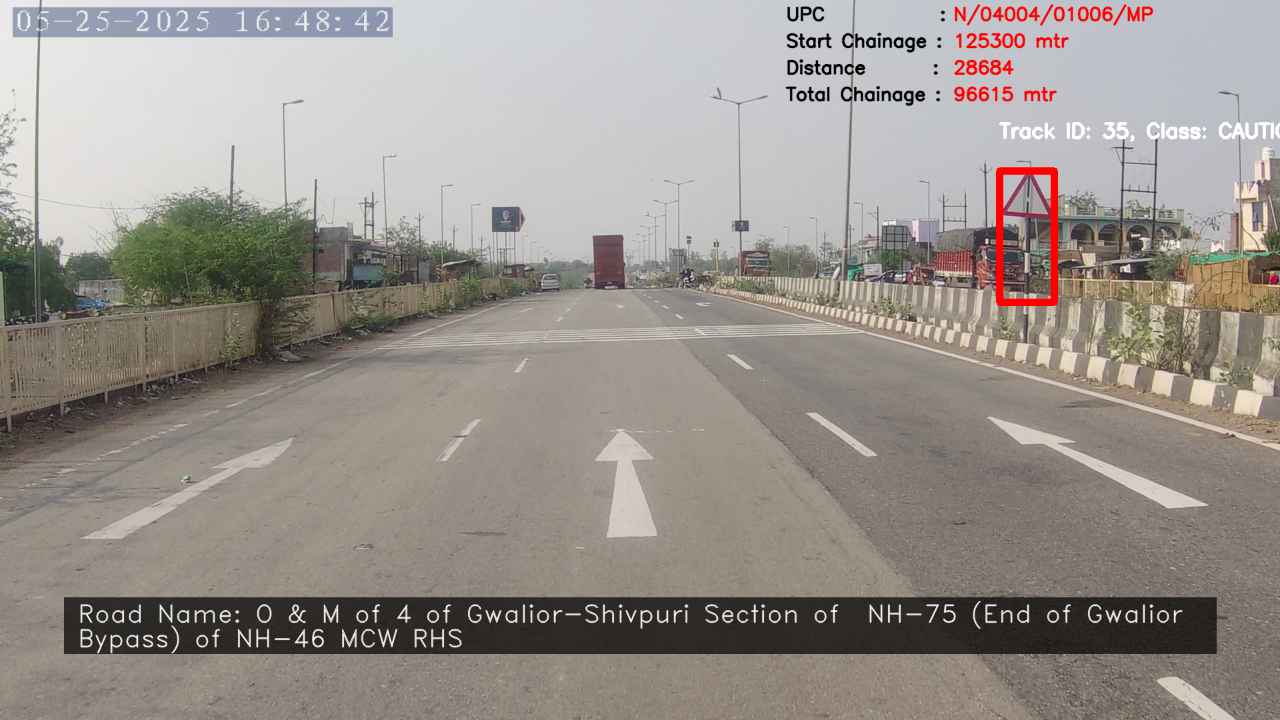 05-25-2025 16:48:42
UPC : N/04004/01006/MP
Start Chainage : 125300 mtr
Distance : 28684
Total Chainage : 96615 mtr
Track ID: 35, Class: CAUTIO
Road Name: O & M of 4 of Gwalior-Shivpuri Section of NH-75 (End of Gwalior
Bypass) of NH-46 MCW RHS